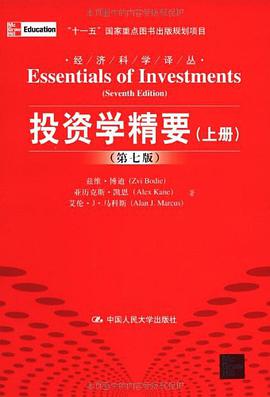 Mc
Graw
Hill Education
“十一五”国家重点图书出版规划项目
·经/济/科/学/译/丛·
Essentials of Investments
(Seventh Edition)
投资学精要(上册)
(第七版)
兹维·博迪 (Zvi Bodie)
亚历克斯·凯恩 (Alex Kane) 著
艾伦·J·马科斯 (Alan J. Marcus)
中国人民大学出版社